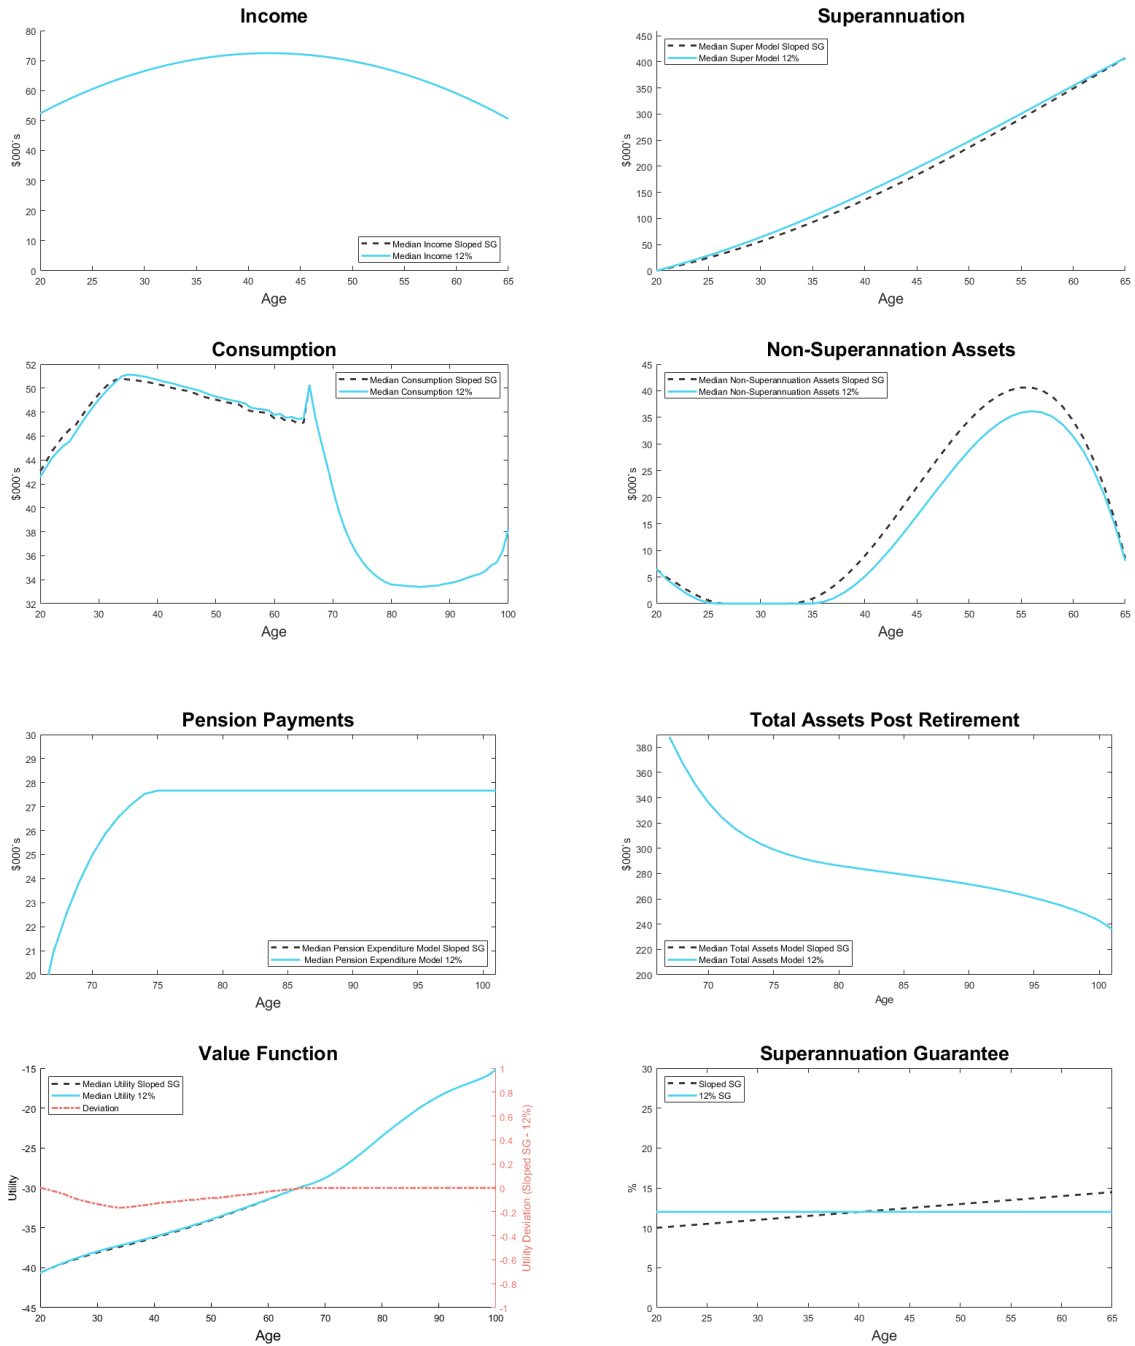 Income
80
70
60
50
40
30
20
10
0
$000`s
Median Income Sloped SG
Median Income 12%
20 25 30 35 40 45 50 55 60 65
Age
Superannuation
450
400
350
300
250
200
150
100
50
0
$000`s
Median Super Model Sloped SG
Median Super Model 12%
20 25 30 35 40 45 50 55 60 65
Age
Consumption
52
50
48
46
44
42
40
38
36
34
32
$000`s
Median Consumption Sloped SG
Median Consumption 12%
20 30 40 50 60 70 80 90 100
Age
Non-Superannation Assets
45
40
35
30
25
20
15
10
5
0
$000`s
Median Non-Superannuation Assets Sloped SG
Median Non-Superannuation Assets 12%
20 25 30 35 40 45 50 55 60 65
Age
Pension Payments
30
29
28
27
26
25
24
23
22
21
20
$000`s
Median Pension Expenditure Model Sloped SG
Median Pension Expenditure Model 12%
70 75 80 85 90 95 100
Age
Total Assets Post Retirement
380
360
340
320
300
280
260
240
220
200
$000`s
Median Total Assets Model Sloped SG
Median Total Assets Model 12%
70 75 80 85 90 95 100
Age
Value Function
-15
-20
-25
-30
-35
-40
-45
Utility
Median Utility Sloped SG
Median Utility 12%
Deviation
1
0.8
0.6
0.4
0.2
0
-0.2
-0.4
-0.6
-0.8
-1
Utility Deviation (Sloped SG - 12%)
20 30 40 50 60 70 80 90 100
Age
Superannuation Guarantee
30
25
20
15
10
5
0
%
Sloped SG
12% SG
20 25 30 35 40 45 50 55 60 65
Age